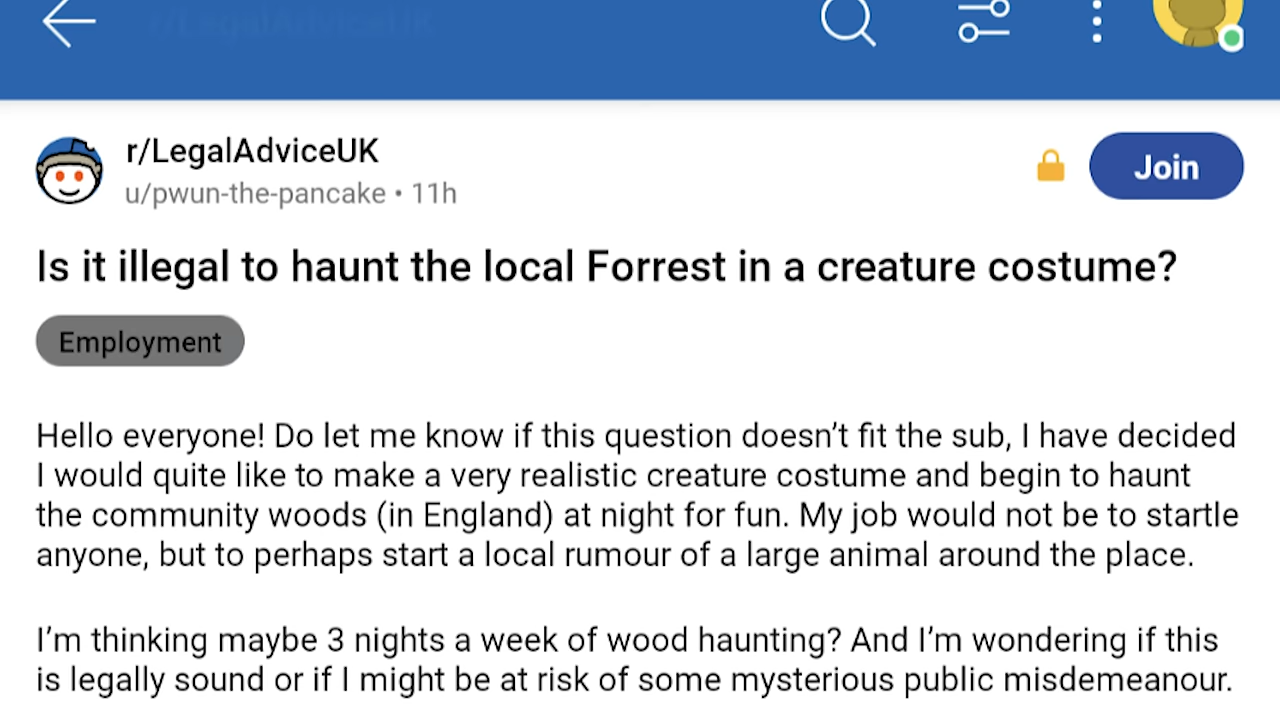 r/LegalAdviceUK
r/LegalAdviceUK
u/pwun-the-pancake • 11h
Join
Is it illegal to haunt the local Forrest in a creature costume?
Employment
Hello everyone! Do let me know if this question doesn’t fit the sub, I have decided
I would quite like to make a very realistic creature costume and begin to haunt
the community woods (in England) at night for fun. My job would not be to startle
anyone, but to perhaps start a local rumour of a large animal around the place.
I’m thinking maybe 3 nights a week of wood haunting? And I’m wondering if this
is legally sound or if I might be at risk of some mysterious public misdemeanour.